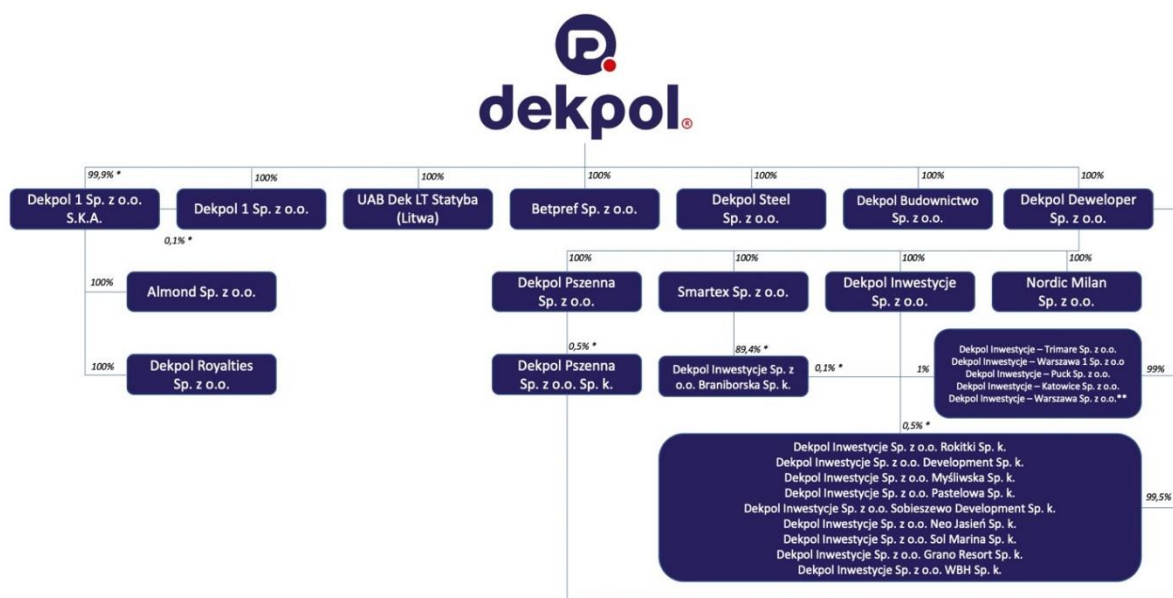 dekpol®
99,9% *
100%
100%
100%
100%
100%
100%
Dekpol 1 Sp. z o.o.
S.K.A.
Dekpol 1 Sp. z o.o.
UAB Dek LT Statyba
(Litwa)
Betpref Sp. z o.o.
Dekpol Steel
Sp. z o.o.
Dekpol Budownictwo
Sp. z o.o.
Dekpol Deweloper
Sp. z o.o.
0,1% *
100%
Almond Sp. z o.o.
100%
Dekpol Royalties
Sp. z o.o.
100%
100%
100%
100%
Dekpol Pszenna
Sp. z o.o.
Smartex Sp. z o.o.
Dekpol Inwestycje
Sp. z o.o.
Nordic Milan
Sp. z o.o.
0,5% *
Dekpol Pszenna
Sp. z o.o. Sp. k.
89,4% *
Dekpol Inwestycje Sp. z
o.o. Braniborska Sp. k.
0,1% *
1%
Dekpol Inwestycje – Trimare Sp. z o.o.
Dekpol Inwestycje – Warszawa 1 Sp. z o.o
Dekpol Inwestycje – Puck Sp. z o.o.
Dekpol Inwestycje – Katowice Sp. z o.o.
Dekpol Inwestycje – Warszawa Sp. z o.o.**
99%
0,5% *
Dekpol Inwestycje Sp. z o.o. Rokitki Sp. k.
Dekpol Inwestycje Sp. z o.o. Development Sp. k.
Dekpol Inwestycje Sp. z o.o. Myśliwska Sp. k.
Dekpol Inwestycje Sp. z o.o. Pastelowa Sp. k.
Dekpol Inwestycje Sp. z o.o. Sobieszewo Development Sp. k.
Dekpol Inwestycje Sp. z o.o. Neo Jasień Sp. k.
Dekpol Inwestycje Sp. z o.o. Sol Marina Sp. k.
Dekpol Inwestycje Sp. z o.o. Grano Resort Sp. k.
Dekpol Inwestycje Sp. z o.o. WBH Sp. k.
99,5%